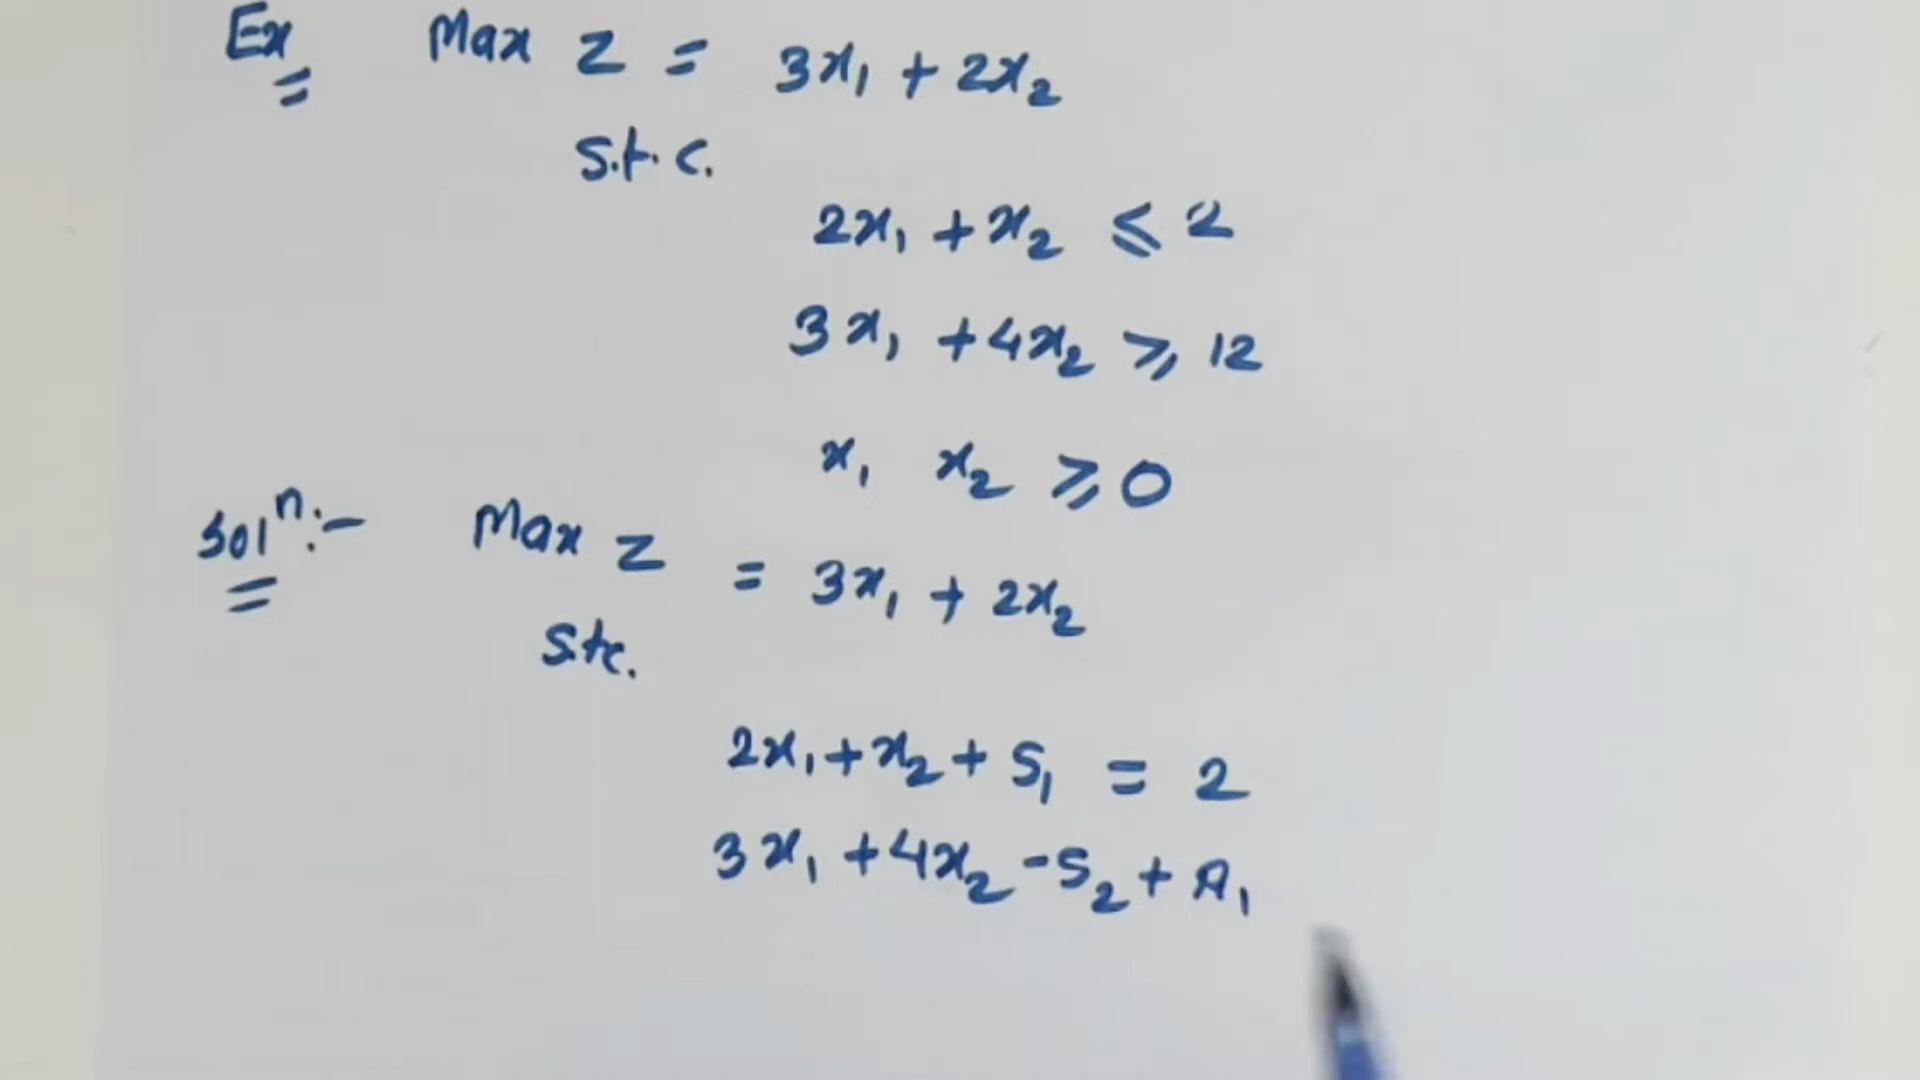 Ex Max Z = 3x₁ + 2x₂
S.t.c.
2x₁ + x₂ ⩽ 2
3x₁ + 4x₂ ⩾ 12
x₁ x₂ ⩾ 0
Solⁿ:- Max Z = 3x₁ + 2x₂
Stc.
2x₁ + x₂ + S₁ = 2
3x₁ + 4x₂ - S₂ + A₁